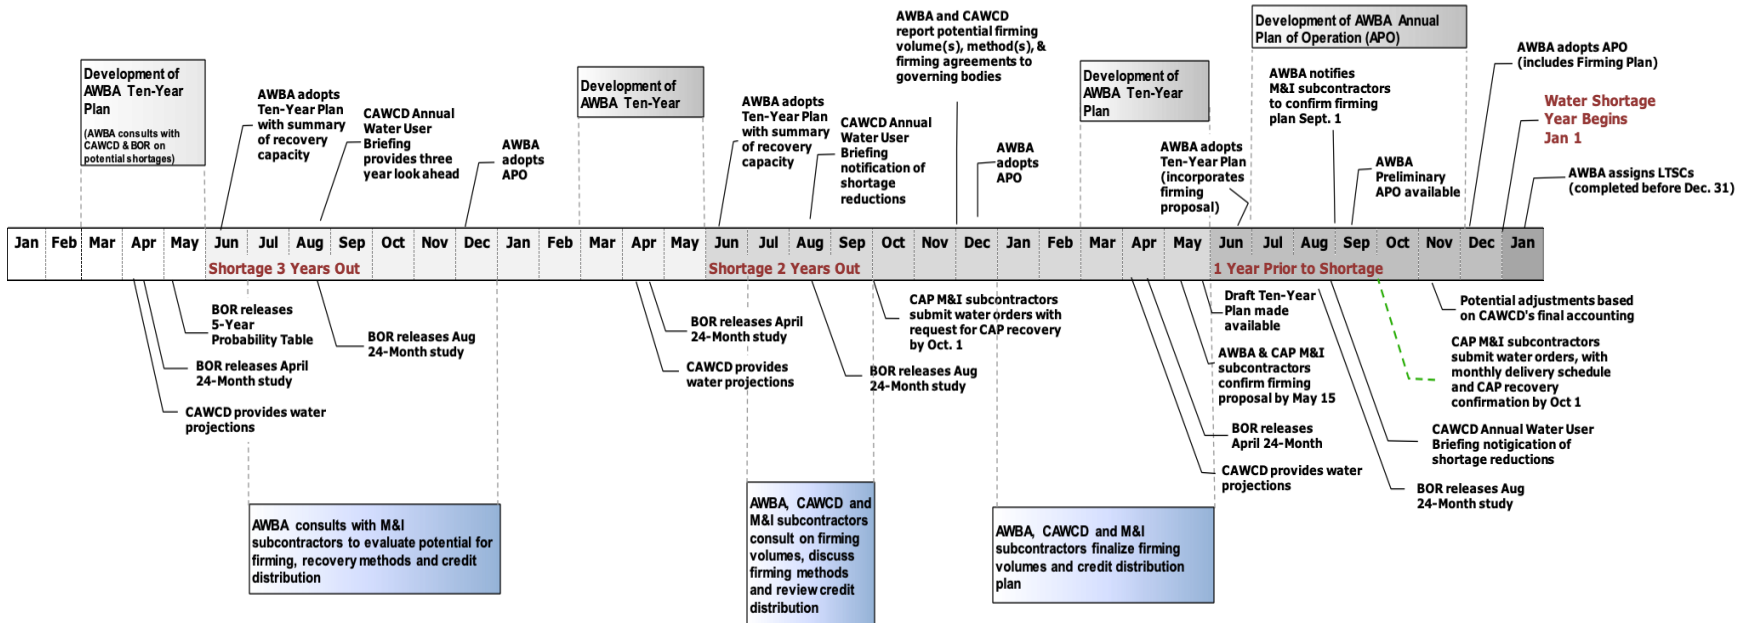 Development of
AWBA Ten-Year
Plan
(AWBA consults with
CAWCD & BOR on
potential shortages)
AWBA adopts
Ten-Year Plan
with summary
of recovery
capacity
CAWCD Annual
Water User
Briefing
provides three
year look ahead
AWBA
adopts
APO
Development of
AWBA Ten-Year
AWBA adopts
Ten-Year Plan
with summary
of recovery
capacity
CAWCD Annual
Water User
Briefing
notification of
shortage
reductions
AWBA and CAWCD
report potential firming
volume(s), method(s), &
firming agreements to
governing bodies
AWBA
adopts
APO
Development of
AWBA Ten-Year
Plan
AWBA adopts
Ten-Year Plan
(incorporates
firming
proposal)
Development of AWBA Annual
Plan of Operation (APO)
AWBA notifies
M&I subcontractors
to confirm firming
plan Sept. 1
AWBA
Preliminary
APO available
AWBA adopts APO
(includes Firming Plan)
Water Shortage
Year Begins
Jan 1
AWBA assigns LTSCs
(completed before Dec. 31)
Jan Feb Mar Apr May Jun Jul Aug Sep Oct Nov Dec Jan Feb Mar Apr May Jun Jul Aug Sep Oct Nov Dec Jan Feb Mar Apr May Jun Jul Aug Sep Oct Nov Dec Jan
Shortage 3 Years Out
Shortage 2 Years Out
1 Year Prior to Shortage
BOR releases
5-Year
Probability Table
BOR releases April
24-Month study
CAWCD provides water
projections
BOR releases Aug
24-Month study
BOR releases April
24-Month study
CAWCD provides
water projections
CAP M&I subcontractors
submit water orders with
request for CAP recovery
by Oct. 1
BOR releases Aug
24-Month study
Draft Ten-Year
Plan made
available
AWBA & CAP M&I
subcontractors
confirm firming
proposal by May 15
BOR releases
April 24-Month
CAWCD provides water
projections
Potential adjustments based
on CAWCD's final accounting
CAP M&I subcontractors
submit water orders, with
monthly delivery schedule
and CAP recovery
confirmation by Oct 1
CAWCD Annual Water User
Briefing notigication of
shortage reductions
BOR releases Aug
24-Month study
AWBA consults with M&I
subcontractors to evaluate potential for
firming, recovery methods and credit
distribution
AWBA, CAWCD and
M&I subcontractors
consult on firming
volumes, discuss
firming methods
and review credit
distribution
AWBA, CAWCD and M&I
subcontractors finalize firming
volumes and credit distribution
plan